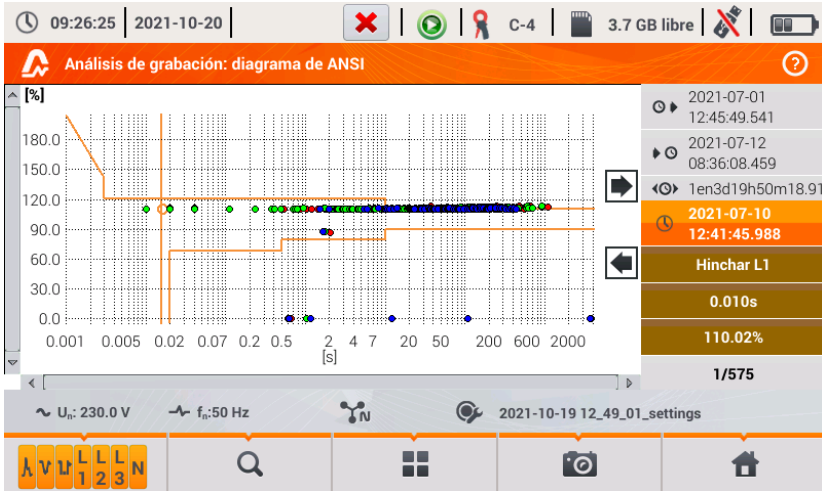 09:26:25 2021-10-20 C-4 3.7 GB libre
Análisis de grabación: diagrama de ANSI
[%]
180.0
150.0
120.0
90.0
60.0
30.0
0.0
0.001 0.005 0.02 0.07 0.2 0.5 2 4 7 20 50 200 600 2000
[s]
2021-07-01
12:45:49.541
2021-07-12
08:36:08.459
1en3d19h50m18.91
2021-07-10
12:41:45.988
Hinchar L1
0.010s
110.02%
1/575
Un: 230.0 V fn:50 Hz N 2021-10-19 12_49_01_settings
L1 L2 L3 N